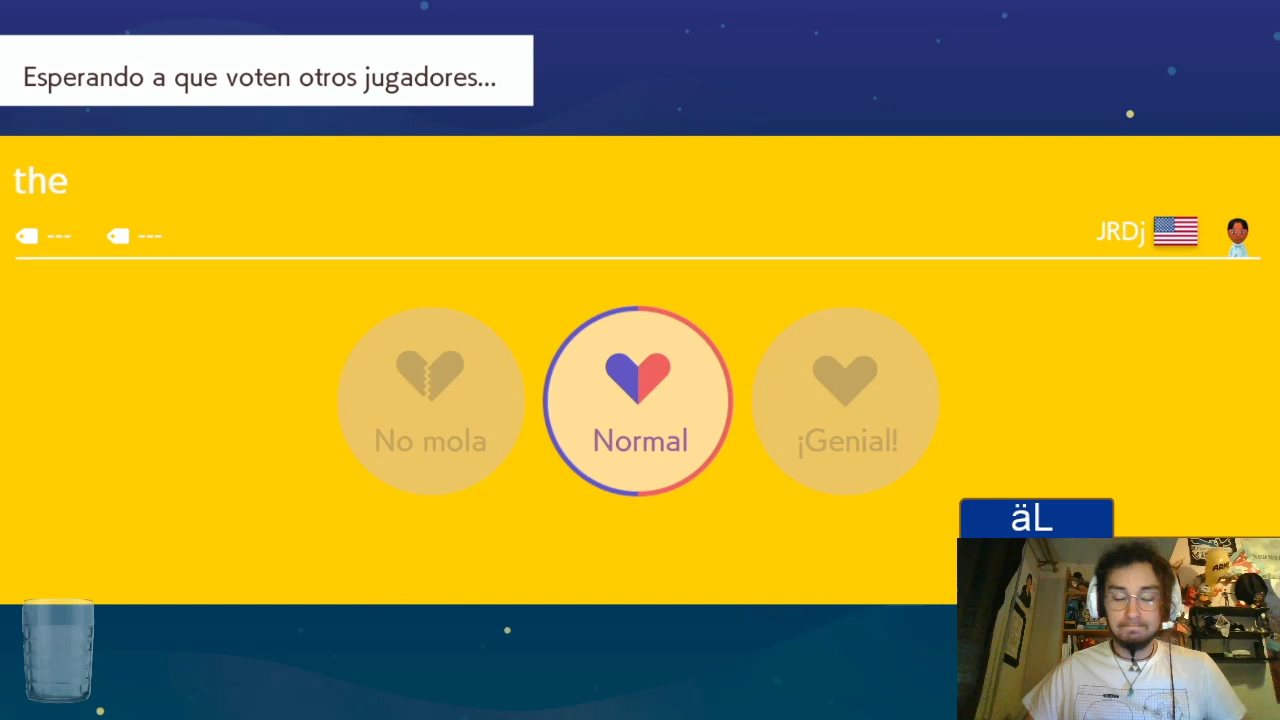 Esperando a que voten otros jugadores...
the
--- ---
JRDj
No mola
Normal
¡Genial!
äL